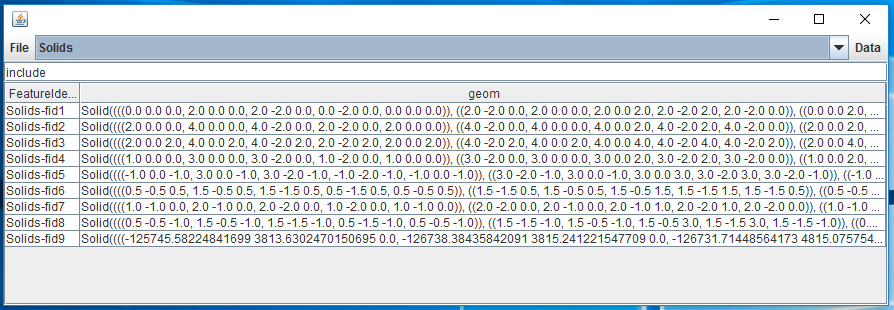 File Solids Data
include
FeatureIde... geom
Solids-fid1 Solid((((0.0 0.0 0.0, 2.0 0.0 0.0, 2.0 -2.0 0.0, 0.0 -2.0 0.0, 0.0 0.0 0.0)), ((2.0 -2.0 0.0, 2.0 0.0 0.0, 2.0 0.0 2.0, 2.0 -2.0 2.0, 2.0 -2.0 0.0)), ((0.0 0.0 2.0, ...
Solids-fid2 Solid((((2.0 0.0 0.0, 4.0 0.0 0.0, 4.0 -2.0 0.0, 2.0 -2.0 0.0, 2.0 0.0 0.0)), ((4.0 -2.0 0.0, 4.0 0.0 0.0, 4.0 0.0 2.0, 4.0 -2.0 2.0, 4.0 -2.0 0.0)), ((2.0 0.0 2.0, ...
Solids-fid3 Solid((((2.0 0.0 2.0, 4.0 0.0 2.0, 4.0 -2.0 2.0, 2.0 -2.0 2.0, 2.0 0.0 2.0)), ((4.0 -2.0 2.0, 4.0 0.0 2.0, 4.0 0.0 4.0, 4.0 -2.0 4.0, 4.0 -2.0 2.0)), ((2.0 0.0 4.0, ...
Solids-fid4 Solid((((1.0 0.0 0.0, 3.0 0.0 0.0, 3.0 -2.0 0.0, 1.0 -2.0 0.0, 1.0 0.0 0.0)), ((3.0 -2.0 0.0, 3.0 0.0 0.0, 3.0 0.0 2.0, 3.0 -2.0 2.0, 3.0 -2.0 0.0)), ((1.0 0.0 2.0, ...
Solids-fid5 Solid((((-1.0 0.0 -1.0, 3.0 0.0 -1.0, 3.0 -2.0 -1.0, -1.0 -2.0 -1.0, -1.0 0.0 -1.0)), ((3.0 -2.0 -1.0, 3.0 0.0 -1.0, 3.0 0.0 3.0, 3.0 -2.0 3.0, 3.0 -2.0 -1.0)), ((-1.0 ...
Solids-fid6 Solid((((0.5 -0.5 0.5, 1.5 -0.5 0.5, 1.5 -1.5 0.5, 0.5 -1.5 0.5, 0.5 -0.5 0.5)), ((1.5 -1.5 0.5, 1.5 -0.5 0.5, 1.5 -0.5 1.5, 1.5 -1.5 1.5, 1.5 -1.5 0.5)), ((0.5 -0.5 ...
Solids-fid7 Solid((((1.0 -1.0 0.0, 2.0 -1.0 0.0, 2.0 -2.0 0.0, 1.0 -2.0 0.0, 1.0 -1.0 0.0)), ((2.0 -2.0 0.0, 2.0 -1.0 0.0, 2.0 -1.0 1.0, 2.0 -2.0 1.0, 2.0 -2.0 0.0)), ((1.0 -1.0 ...
Solids-fid8 Solid((((0.5 -0.5 -1.0, 1.5 -0.5 -1.0, 1.5 -1.5 -1.0, 0.5 -1.5 -1.0, 0.5 -0.5 -1.0)), ((1.5 -1.5 -1.0, 1.5 -0.5 -1.0, 1.5 -0.5 3.0, 1.5 -1.5 3.0, 1.5 -1.5 -1.0)), ((0....
Solids-fid9 Solid((((-125745.58224841699 3813.6302470150695 0.0, -126738.38435842091 3815.241221547709 0.0, -126731.71448564173 4815.075754...